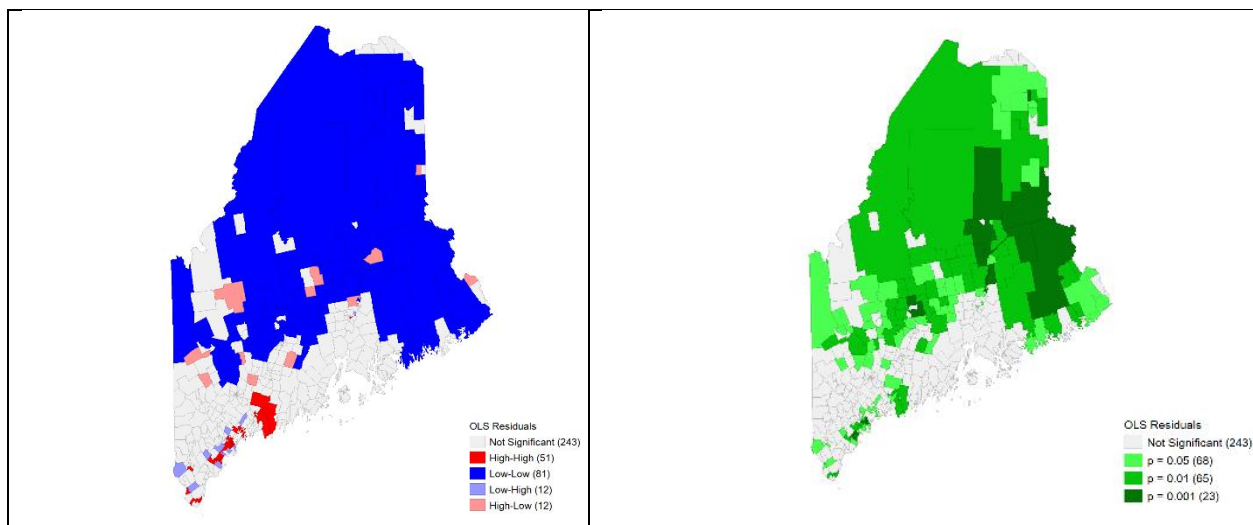 OLS Residuals
Not Significant (243)
High-High (51)
Low-Low (81)
Low-High (12)
High-Low (12)
OLS Residuals
Not Significant (243)
p = 0.05 (68)
p = 0.01 (65)
p = 0.001 (23)